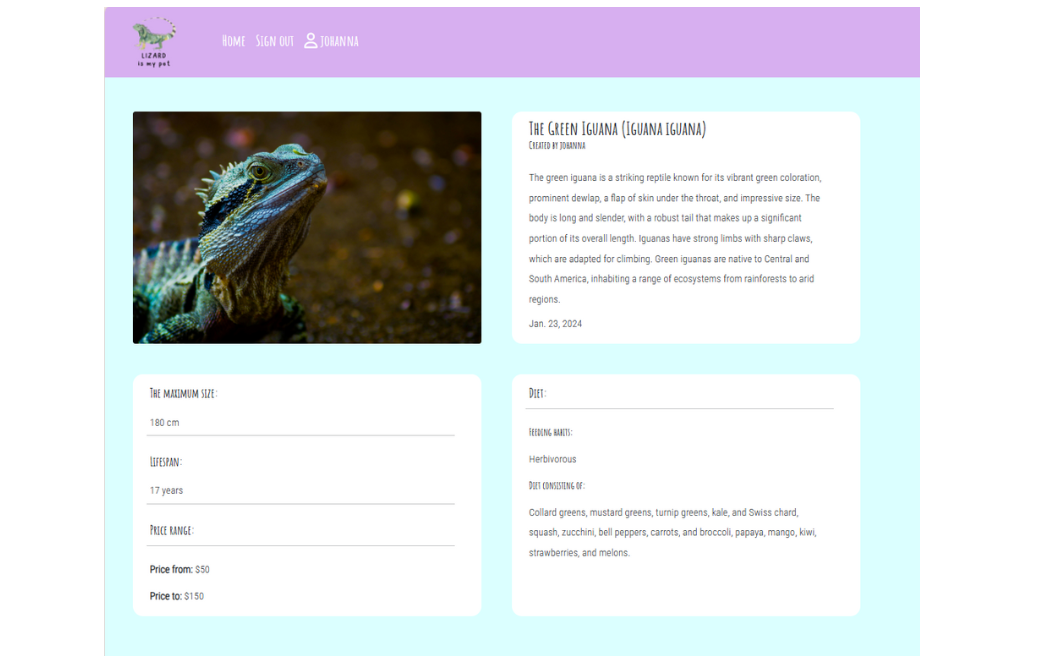 LIZARD
is my pet
Home Sign out johanna
The Green Iguana (Iguana iguana)
Created by johanna
The green iguana is a striking reptile known for its vibrant green coloration,
prominent dewlap, a flap of skin under the throat, and impressive size. The
body is long and slender, with a robust tail that makes up a significant
portion of its overall length. Iguanas have strong limbs with sharp claws,
which are adapted for climbing. Green iguanas are native to Central and
South America, inhabiting a range of ecosystems from rainforests to arid
regions.
Jan. 23, 2024
The maximum size:
180 cm
Lifespan:
17 years
Price range:
Price from: $50
Price to: $150
Diet:
Feeding habits:
Herbivorous
Diet consisting of:
Collard greens, mustard greens, turnip greens, kale, and Swiss chard,
squash, zucchini, bell peppers, carrots, and broccoli, papaya, mango, kiwi,
strawberries, and melons.